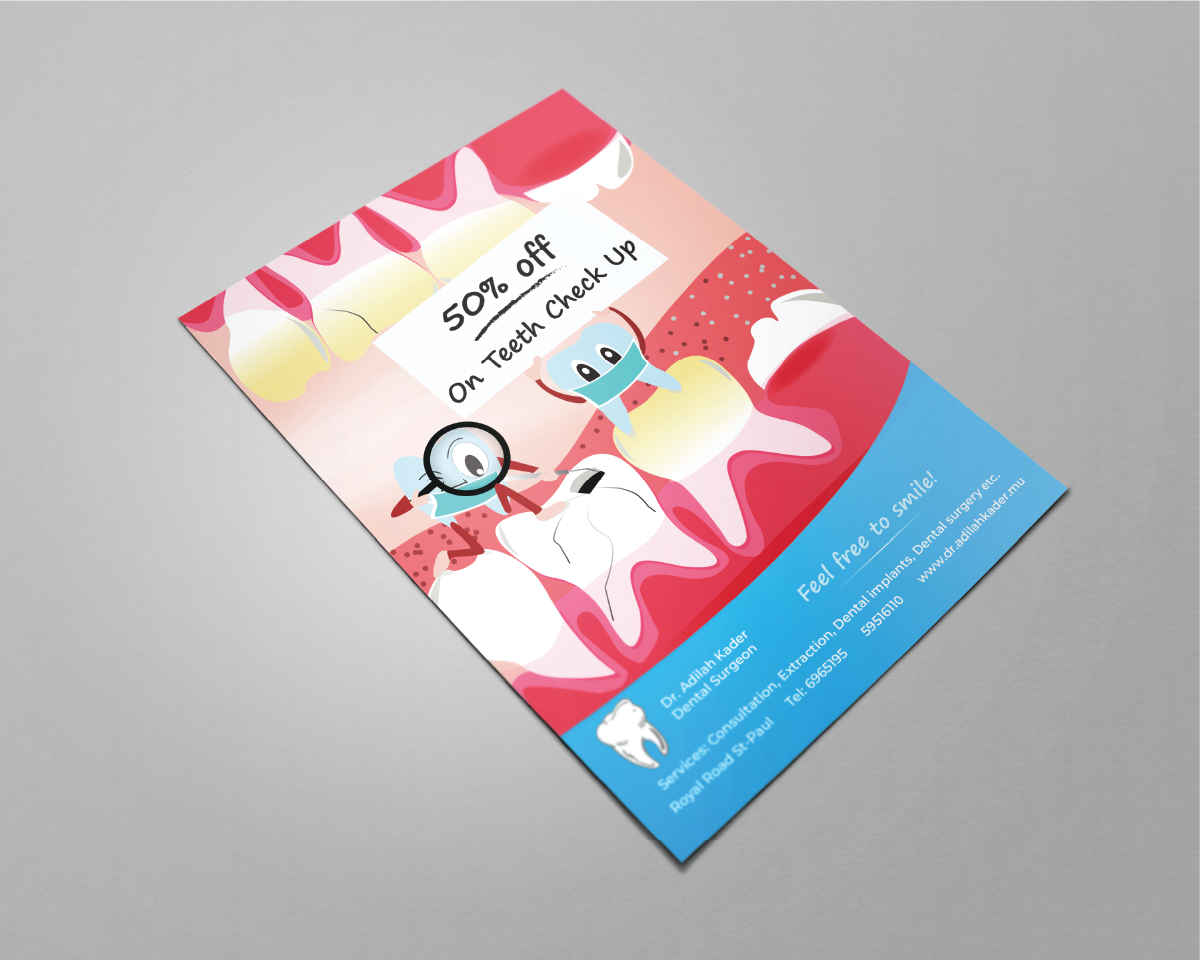 50% off
On Teeth Check Up
Feel free to smile!
Dr. Adilah Kader
Dental Surgeon
Services: Consultation, Extraction, Dental implants, Dental surgery etc.
Royal Road St-Paul Tel: 6965195 59516110 www.dr.adilahkader.mu